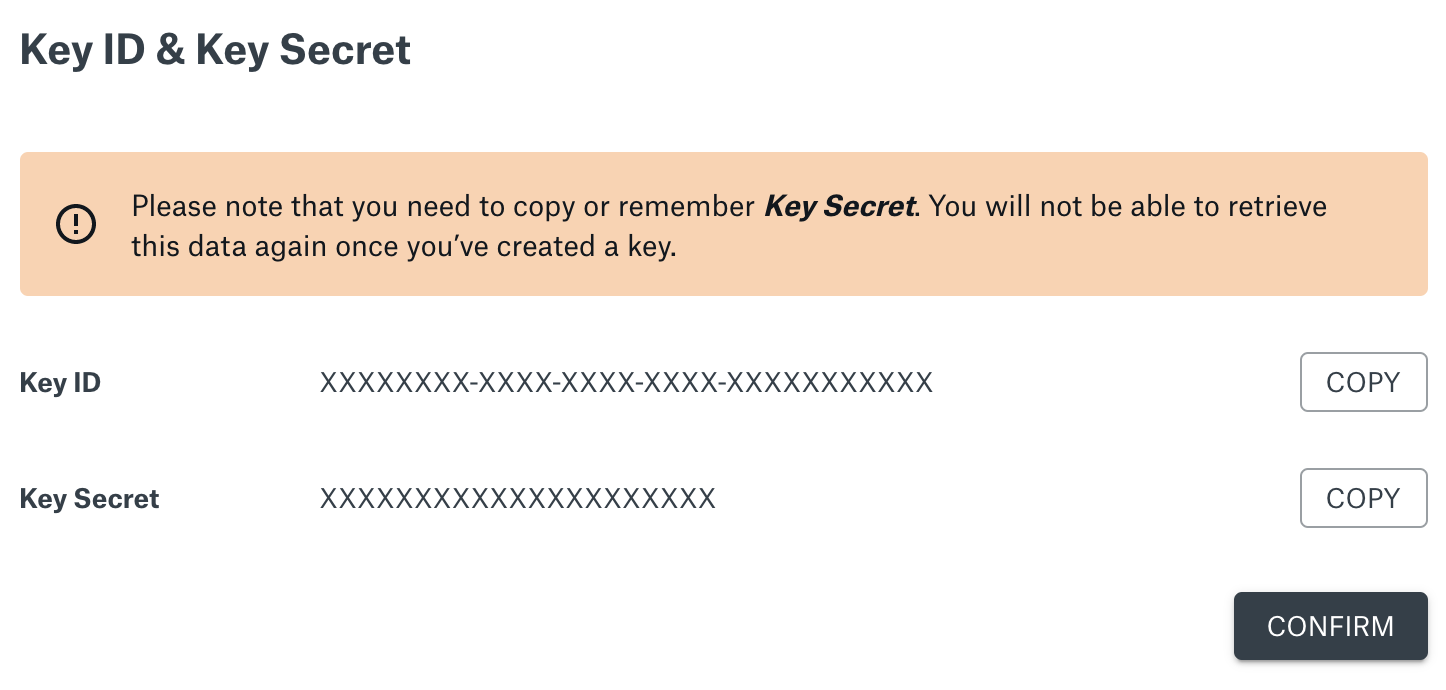 Key ID & Key Secret
Please note that you need to copy or remember Key Secret. You will not be able to retrieve
this data again once you’ve created a key.
Key ID XXXXXXXX-XXXX-XXXX-XXXX-XXXXXXXXXXX COPY
Key Secret XXXXXXXXXXXXXXXXXXXXX COPY
CONFIRM